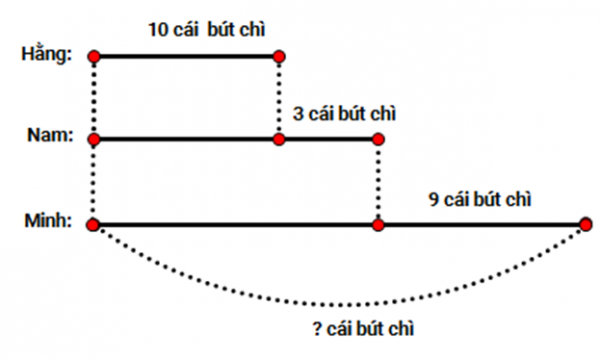 10 cái bút chì
Hằng:
3 cái bút chì
Nam:
9 cái bút chì
Minh:
? cái bút chì